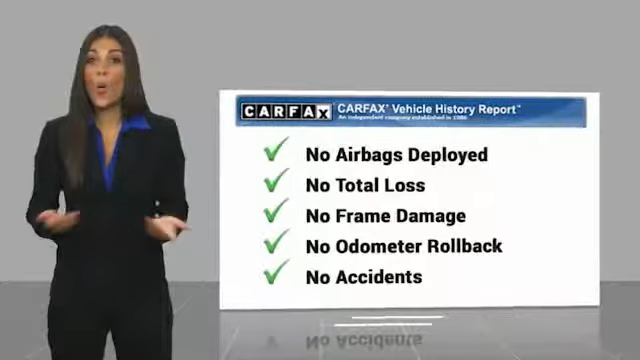 CARFAX CARFAX® Vehicle History Report™
An independent company established in 1986
No Airbags Deployed
No Total Loss
No Frame Damage
No Odometer Rollback
No Accidents